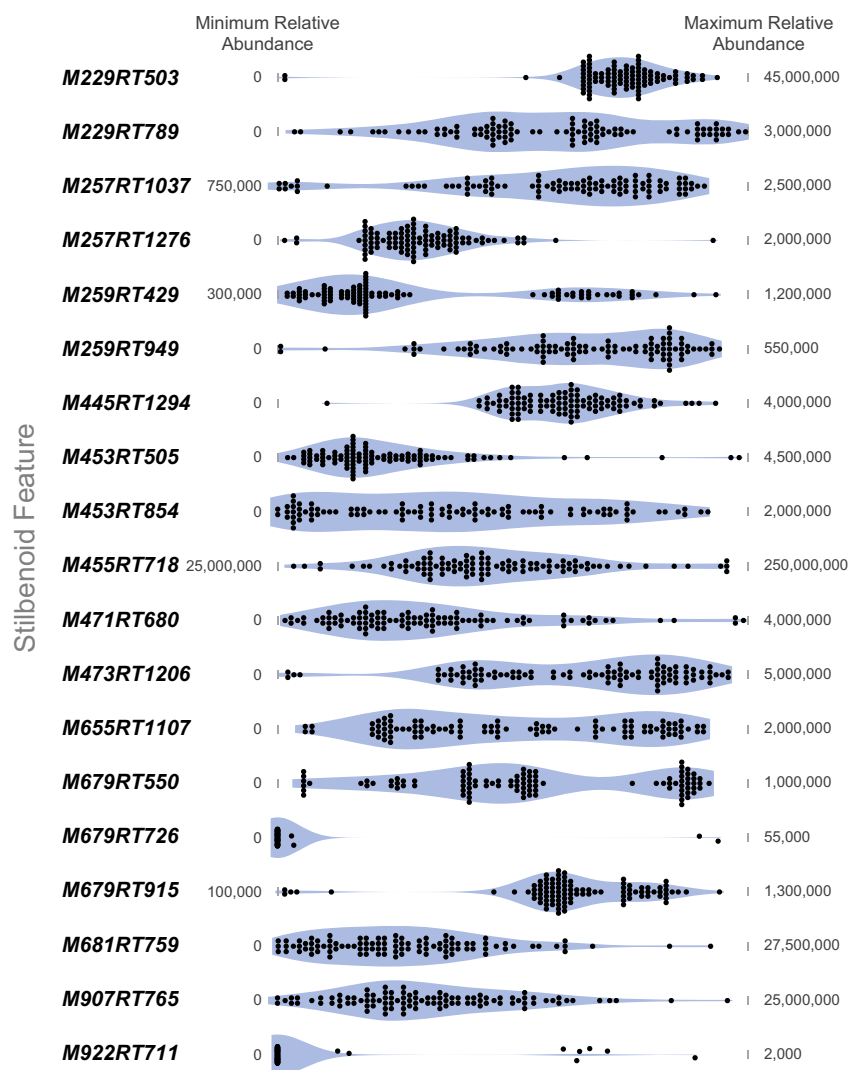 Minimum Relative Abundance
Maximum Relative Abundance
Stilbenoid Feature
M229RT503 0 45,000,000
M229RT789 0 3,000,000
M257RT1037 750,000 2,500,000
M257RT1276 0 2,000,000
M259RT429 300,000 1,200,000
M259RT949 0 550,000
M445RT1294 0 4,000,000
M453RT505 0 4,500,000
M453RT854 0 2,000,000
M455RT718 25,000,000 250,000,000
M471RT680 0 4,000,000
M473RT1206 0 5,000,000
M655RT1107 0 2,000,000
M679RT550 0 1,000,000
M679RT726 0 55,000
M679RT915 100,000 1,300,000
M681RT759 0 27,500,000
M907RT765 0 25,000,000
M922RT711 0 2,000